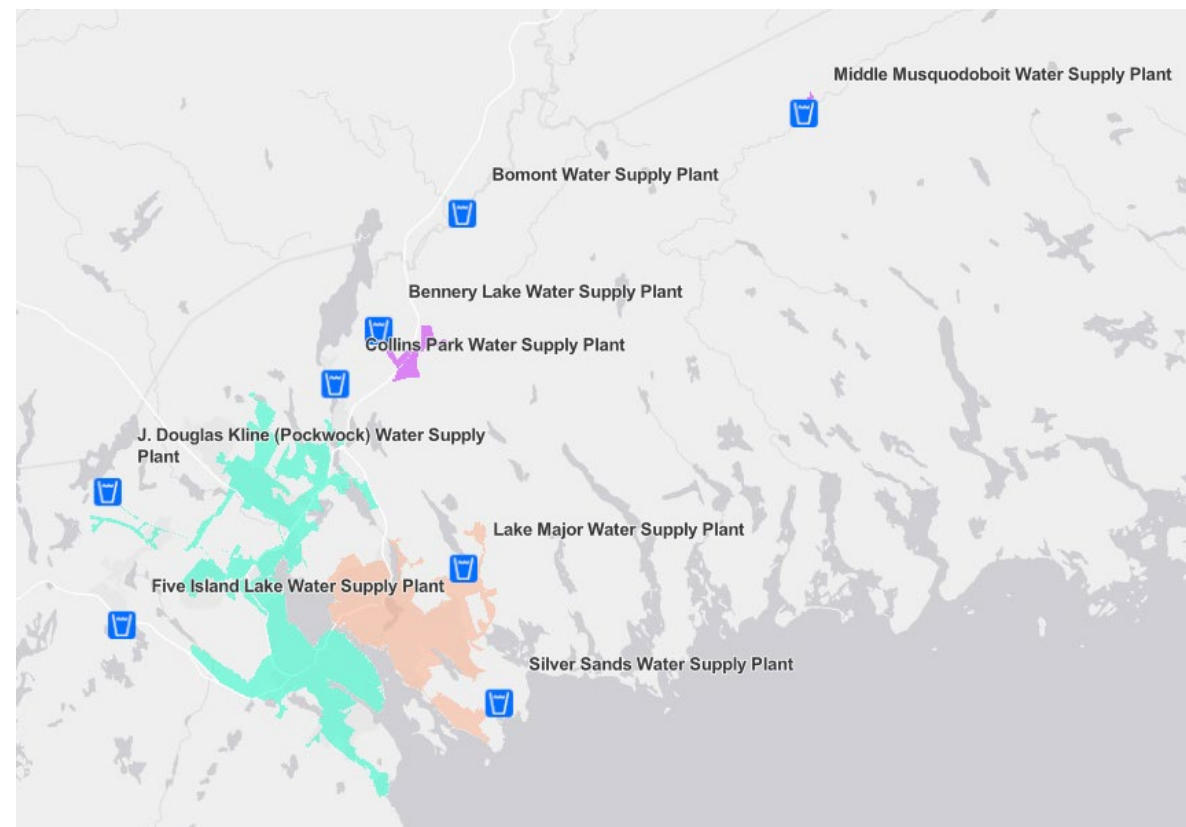 Middle Musquodoboit Water Supply Plant
Bomont Water Supply Plant
Bennery Lake Water Supply Plant
Collins Park Water Supply Plant
J. Douglas Kline (Pockwock) Water Supply
Plant
Lake Major Water Supply Plant
Five Island Lake Water Supply Plant
Silver Sands Water Supply Plant